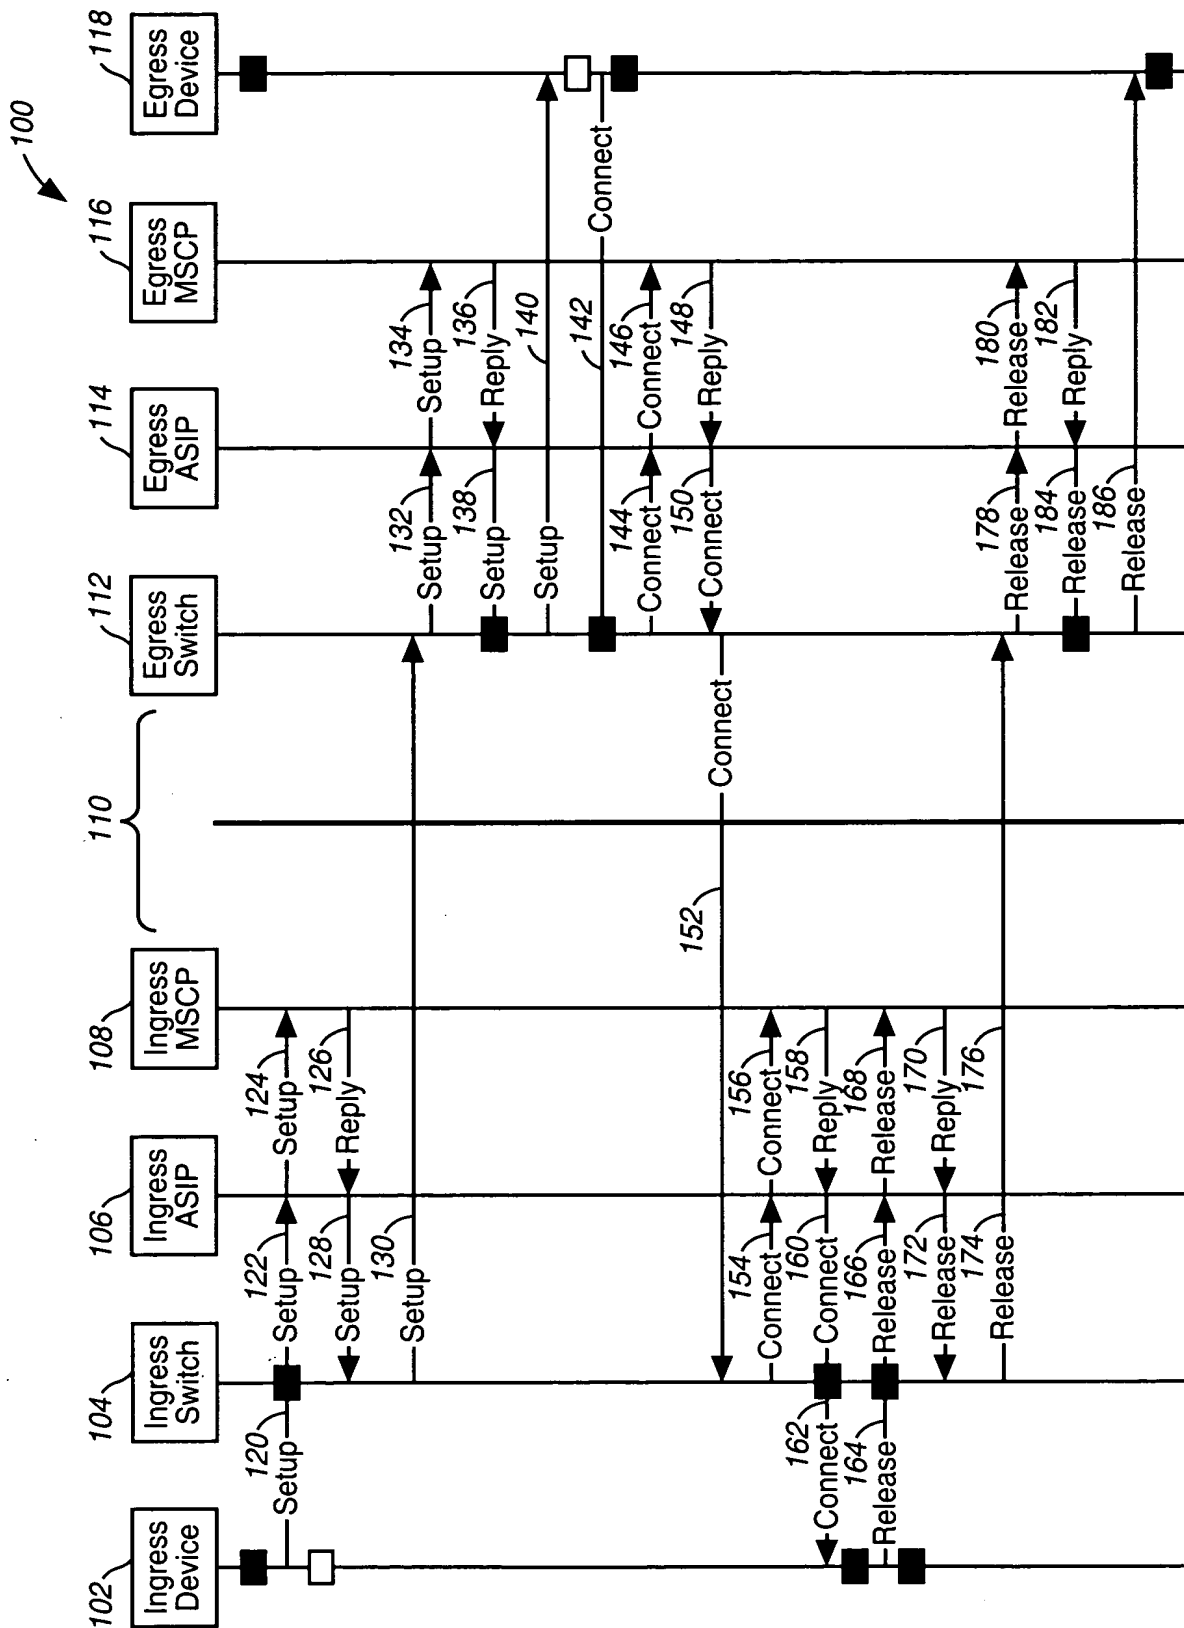 100
102
Ingress
Device
104
Ingress
Switch
106
Ingress
ASIP
108
Ingress
MSCP
110
112
Egress
Switch
114
Egress
ASIP
116
Egress
MSCP
118
Egress
Device
120
Setup
122
Setup
124
Setup
126
Reply
128
Setup
130
Setup
132
Setup
134
Setup
136
Reply
138
Setup
140
Setup
142
Connect
144
Connect
146
Connect
148
Reply
150
Connect
152
Connect
154
Connect
156
Connect
158
Reply
160
Connect
162
Connect
164
Release
166
Release
168
Release
170
Reply
172
Release
174
Release
176
178
Release
180
Release
182
Reply
184
Release
186
Release